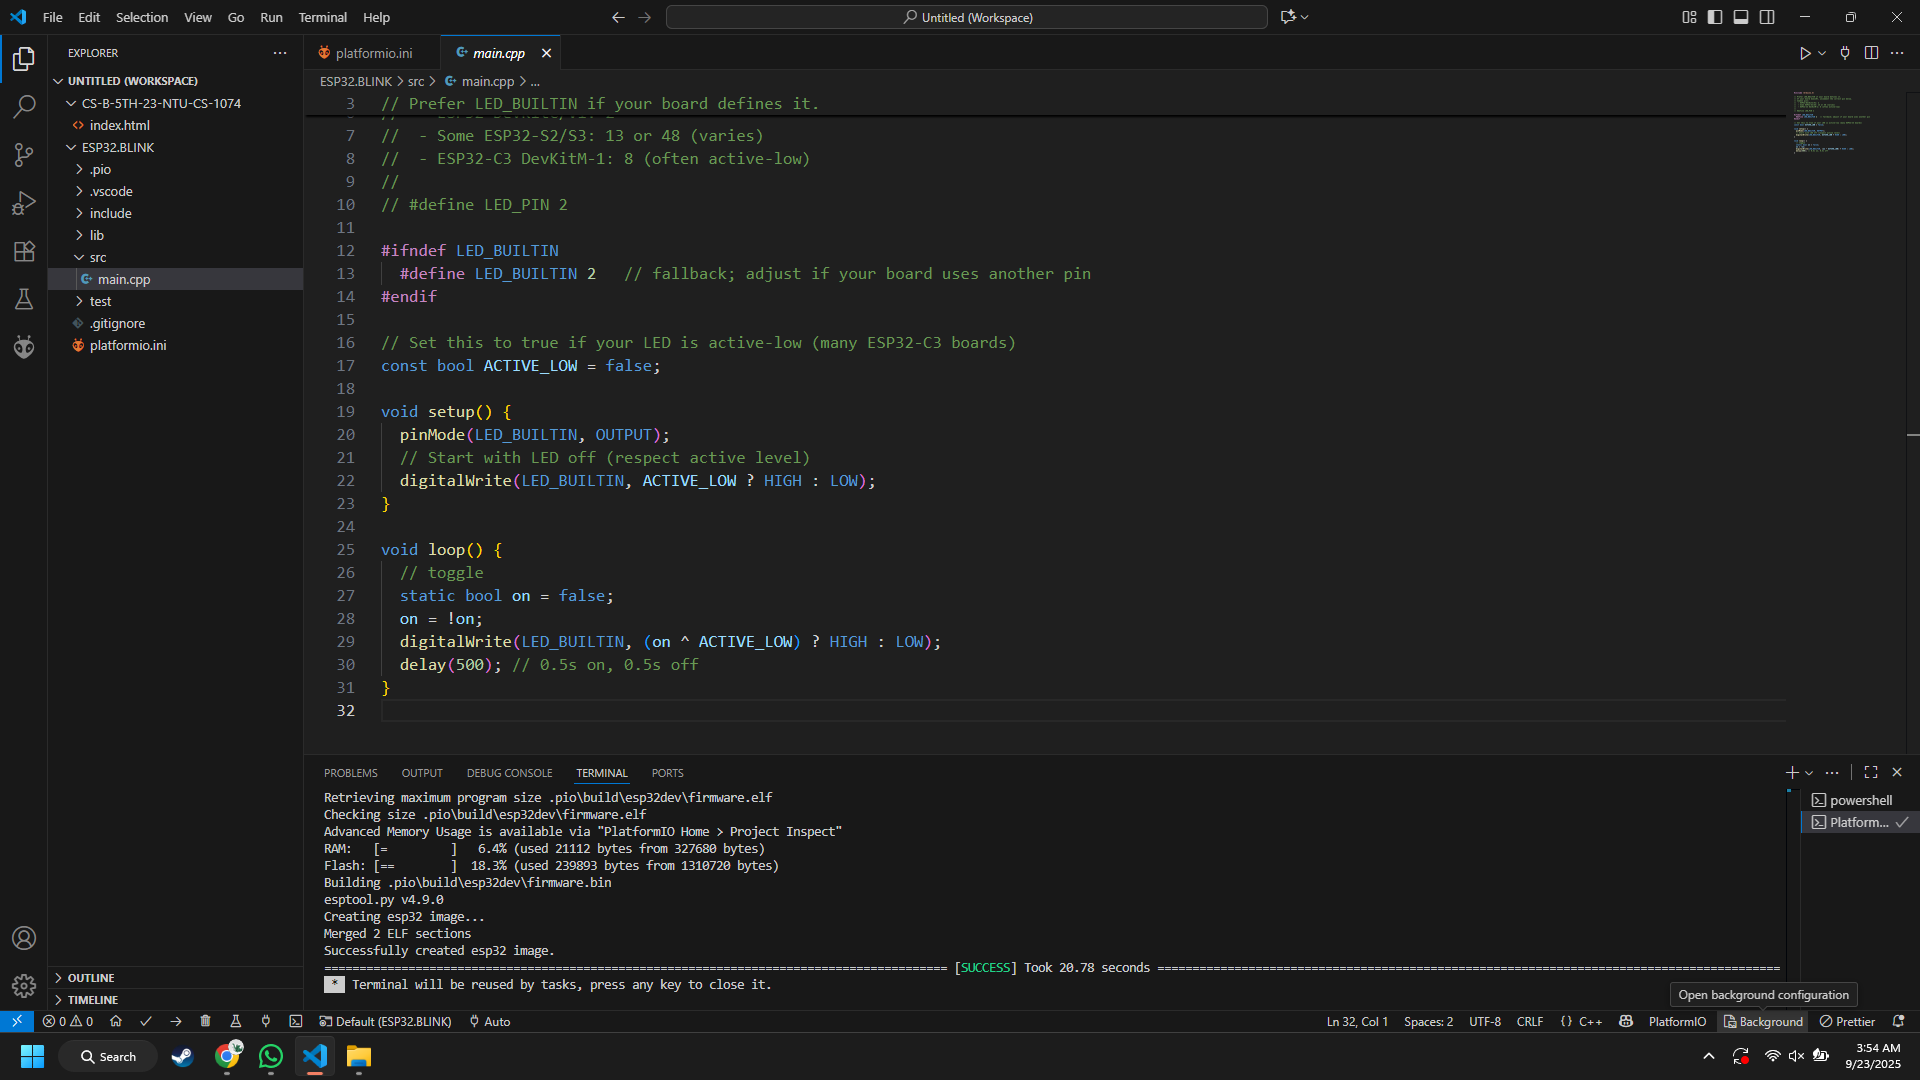 File Edit Selection View Go Run Terminal Help
Untitled (Workspace)
EXPLORER
UNTITLED (WORKSPACE)
CS-B-5TH-23-NTU-CS-1074
index.html
ESP32.BLINK
.pio
.vscode
include
lib
src
main.cpp
test
.gitignore
platformio.ini
OUTLINE
TIMELINE
platformio.ini
main.cpp
ESP32.BLINK > src > main.cpp > ...
3 // Prefer LED_BUILTIN if your board defines it.
7 //  - Some ESP32-S2/S3: 13 or 48 (varies)
8 //  - ESP32-C3 DevKitM-1: 8 (often active-low)
9 //
10 // #define LED_PIN 2
11
12 #ifndef LED_BUILTIN
13   #define LED_BUILTIN 2   // fallback; adjust if your board uses another pin
14 #endif
15
16 // Set this to true if your LED is active-low (many ESP32-C3 boards)
17 const bool ACTIVE_LOW = false;
18
19 void setup() {
20   pinMode(LED_BUILTIN, OUTPUT);
21   // Start with LED off (respect active level)
22   digitalWrite(LED_BUILTIN, ACTIVE_LOW ? HIGH : LOW);
23 }
24
25 void loop() {
26   // toggle
27   static bool on = false;
28   on = !on;
29   digitalWrite(LED_BUILTIN, (on ^ ACTIVE_LOW) ? HIGH : LOW);
30   delay(500); // 0.5s on, 0.5s off
31 }
32
PROBLEMS OUTPUT DEBUG CONSOLE TERMINAL PORTS
Retrieving maximum program size .pio\build\esp32dev\firmware.elf
Checking size .pio\build\esp32dev\firmware.elf
Advanced Memory Usage is available via "PlatformIO Home > Project Inspect"
RAM:   [=         ]   6.4% (used 21112 bytes from 327680 bytes)
Flash: [==        ]  18.3% (used 239893 bytes from 1310720 bytes)
Building .pio\build\esp32dev\firmware.bin
esptool.py v4.9.0
Creating esp32 image...
Merged 2 ELF sections
Successfully created esp32 image.
[SUCCESS] Took 20.78 seconds
* Terminal will be reused by tasks, press any key to close it.
powershell
Platform...
Open background configuration
0 0 Default (ESP32.BLINK) Auto Ln 32, Col 1 Spaces: 2 UTF-8 CRLF {} C++ PlatformIO Background Prettier
Search
3:54 AM
9/23/2025